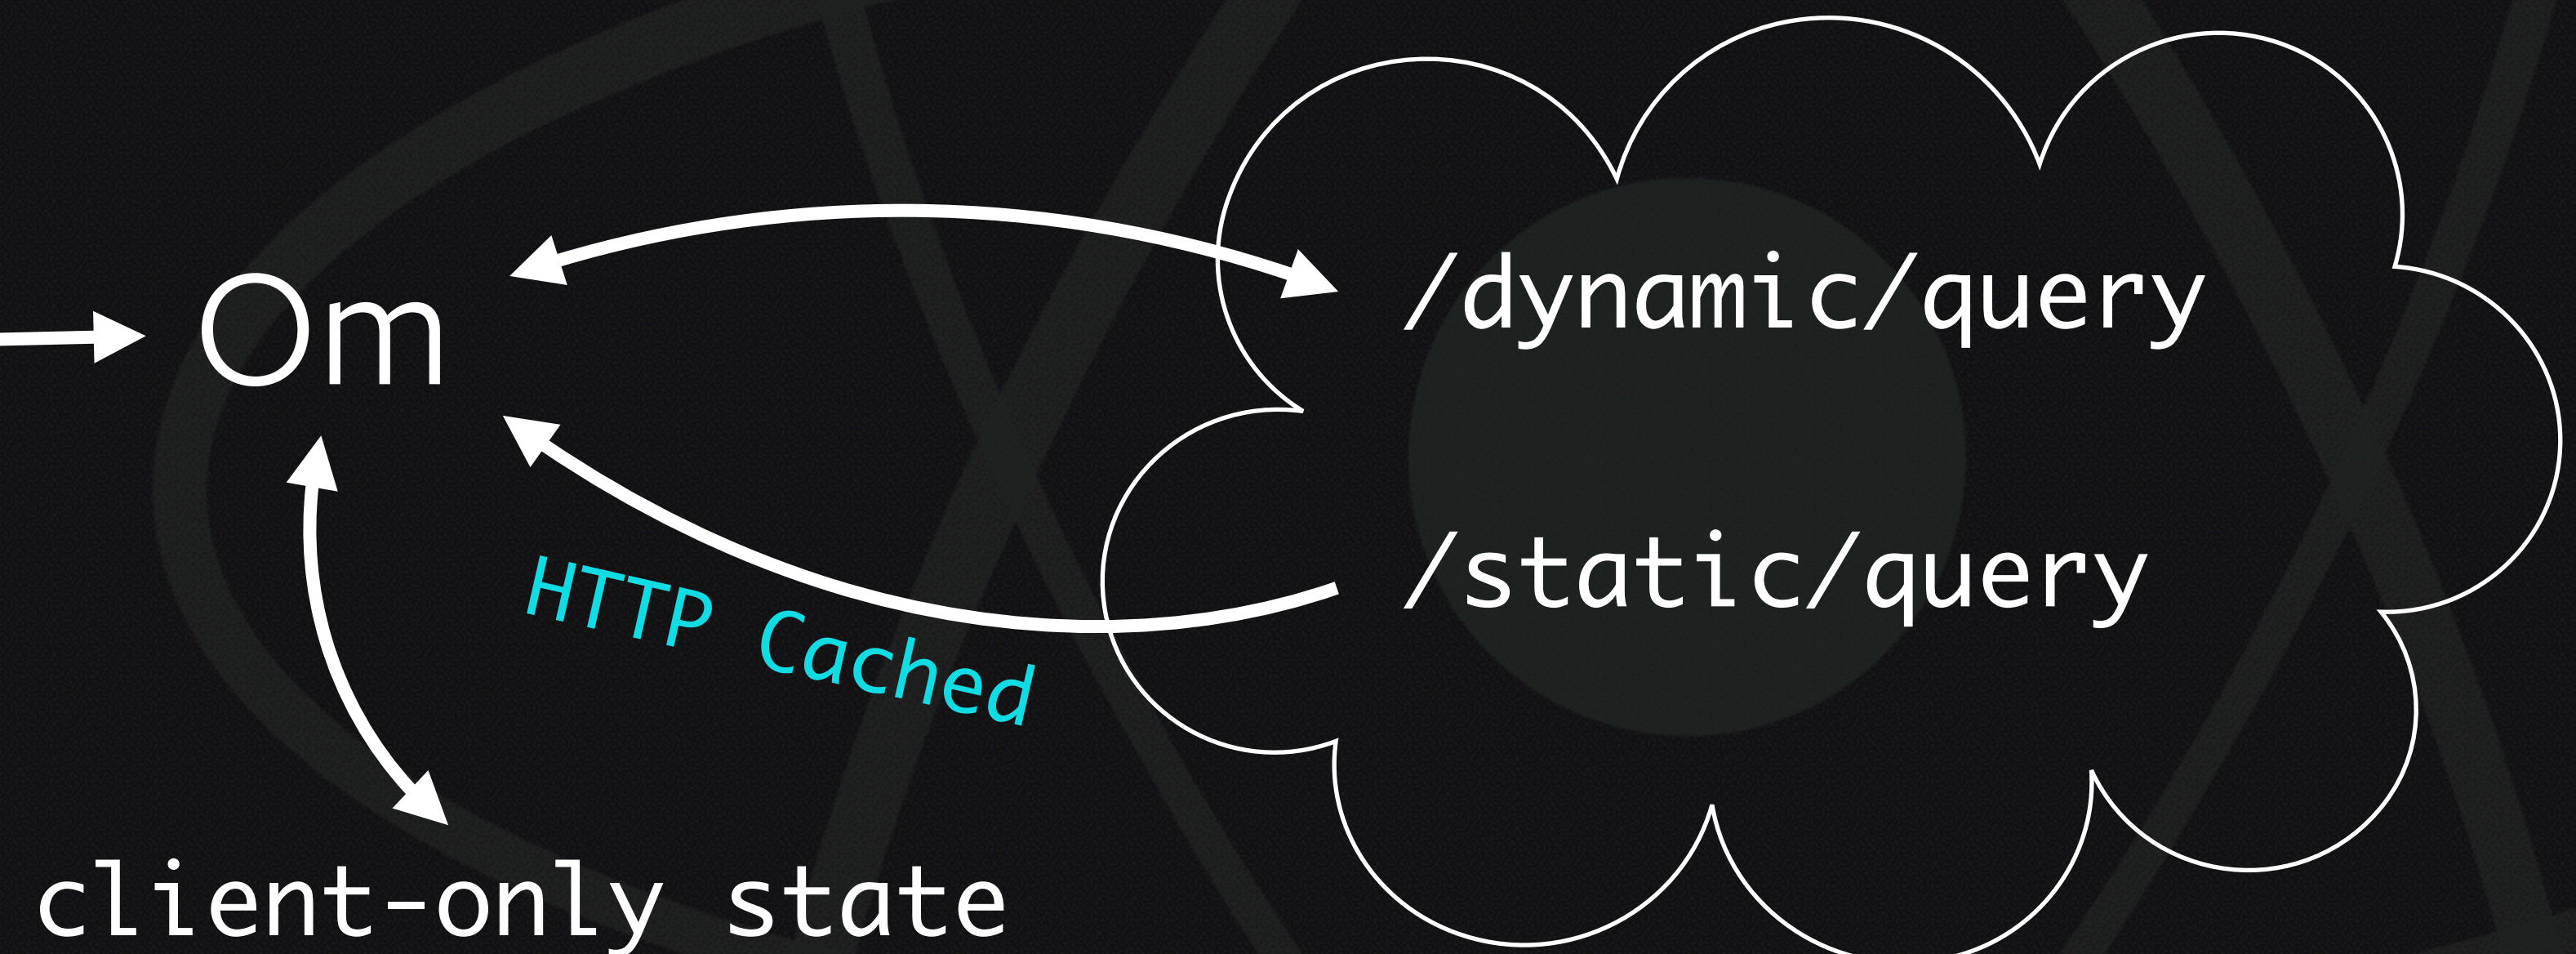 Om
/dynamic/query
/static/query
HTTP Cached
client-only state